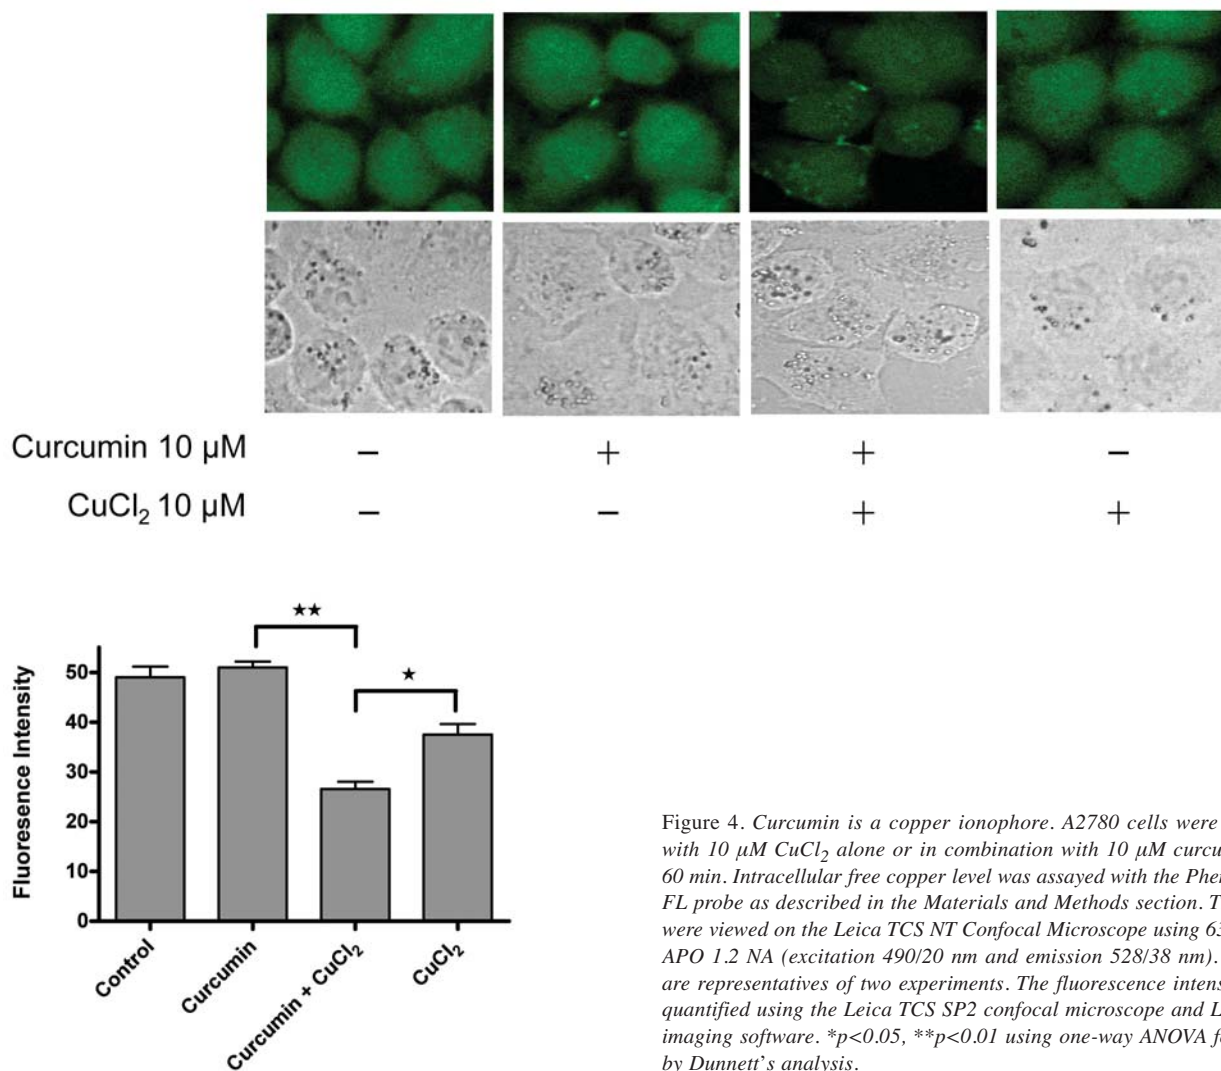 Curcumin 10 µM − + + −
CuCl₂ 10 µM − − + +
★★
★
Fluoresence Intensity
50
40
30
20
10
0
Control
Curcumin
Curcumin + CuCl₂
CuCl₂
Figure 4. Curcumin is a copper ionophore. A2780 cells were
with 10 µM CuCl₂ alone or in combination with 10 µM
60 min. Intracellular free copper level was assayed with the
FL probe as described in the Materials and Methods section.
were viewed on the Leica TCS NT Confocal Microscope using
APO 1.2 NA (excitation 490/20 nm and emission 528/38 nm).
are representatives of two experiments. The fluorescence
quantified using the Leica TCS SP2 confocal microscope and
imaging software. *p<0.05, **p<0.01 using one-way ANOVA
by Dunnett's analysis.